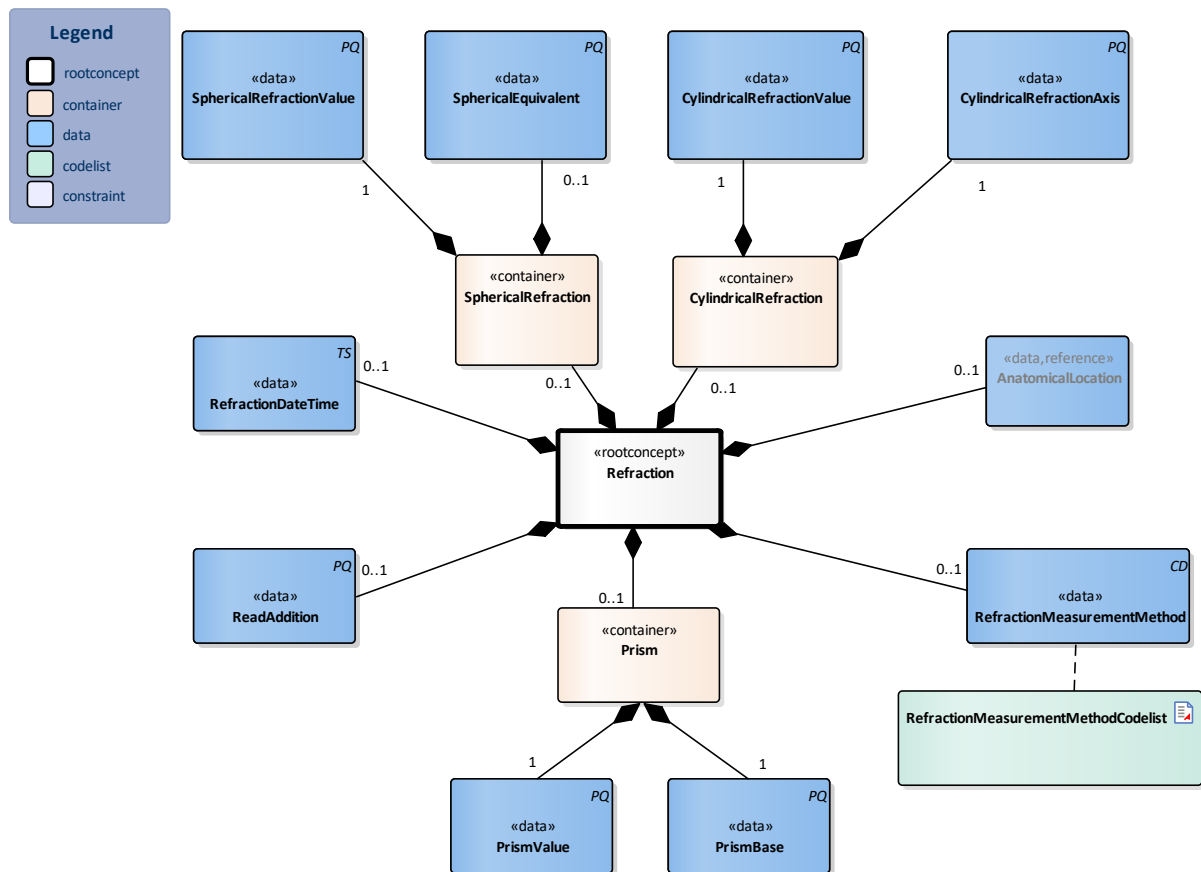 Legend
rootconcept
container
data
codelist
constraint
PQ
«data»
SphericalRefractionValue
PQ
«data»
SphericalEquivalent
PQ
«data»
CylindricalRefractionValue
PQ
«data»
CylindricalRefractionAxis
1
0..1
1
1
«container»
SphericalRefraction
«container»
CylindricalRefraction
TS
«data»
RefractionDateTime
0..1
0..1
0..1
0..1
«data,reference»
AnatomicalLocation
«rootconcept»
Refraction
PQ
«data»
ReadAddition
0..1
0..1
0..1
CD
«data»
RefractionMeasurementMethod
«container»
Prism
RefractionMeasurementMethodCodelist
1
1
PQ
«data»
PrismValue
PQ
«data»
PrismBase